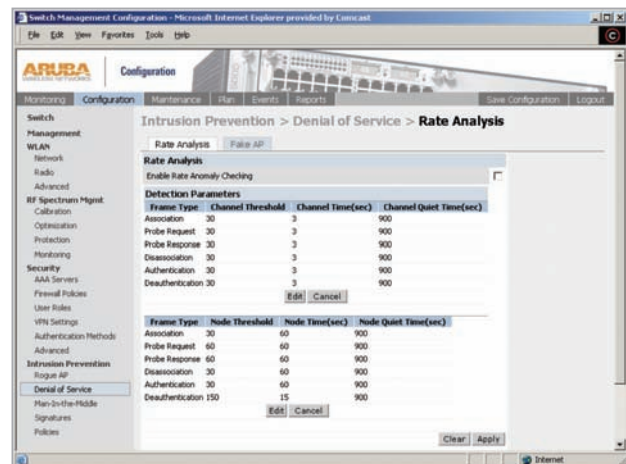 Switch Management Configuration - Microsoft Internet Explorer provided by Comcast
File Edit View Favorites Tools Help
ARUBA
WIRELESS NETWORKS
Configuration
Monitoring Configuration Maintenance Plan Events Reports Save Configuration Logout
Switch
Management
WLAN
Network
Radio
Advanced
RF Spectrum Mgmt
Calibration
Optimization
Protection
Monitoring
Security
AAA Servers
Firewall Policies
User Roles
VPN Settings
Authentication Methods
Advanced
Intrusion Prevention
Rogue AP
Denial of Service
Man-In-the-Middle
Signatures
Policies
Intrusion Prevention > Denial of Service > Rate Analysis
Rate Analysis Fake AP
Rate Analysis
Enable Rate Anomaly Checking
Detection Parameters
Frame Type Channel Threshold Channel Time(sec) Channel Quiet Time(sec)
Association 30 3 900
Probe Request 30 3 900
Probe Response 30 3 900
Disassociation 30 3 900
Authentication 30 3 900
Deauthentication 30 3 900
Edit Cancel
Frame Type Node Threshold Node Time(sec) Node Quiet Time(sec)
Association 30 60 900
Probe Request 60 60 900
Probe Response 60 60 900
Disassociation 30 60 900
Authentication 30 60 900
Deauthentication 150 15 900
Edit Cancel
Clear Apply
Internet